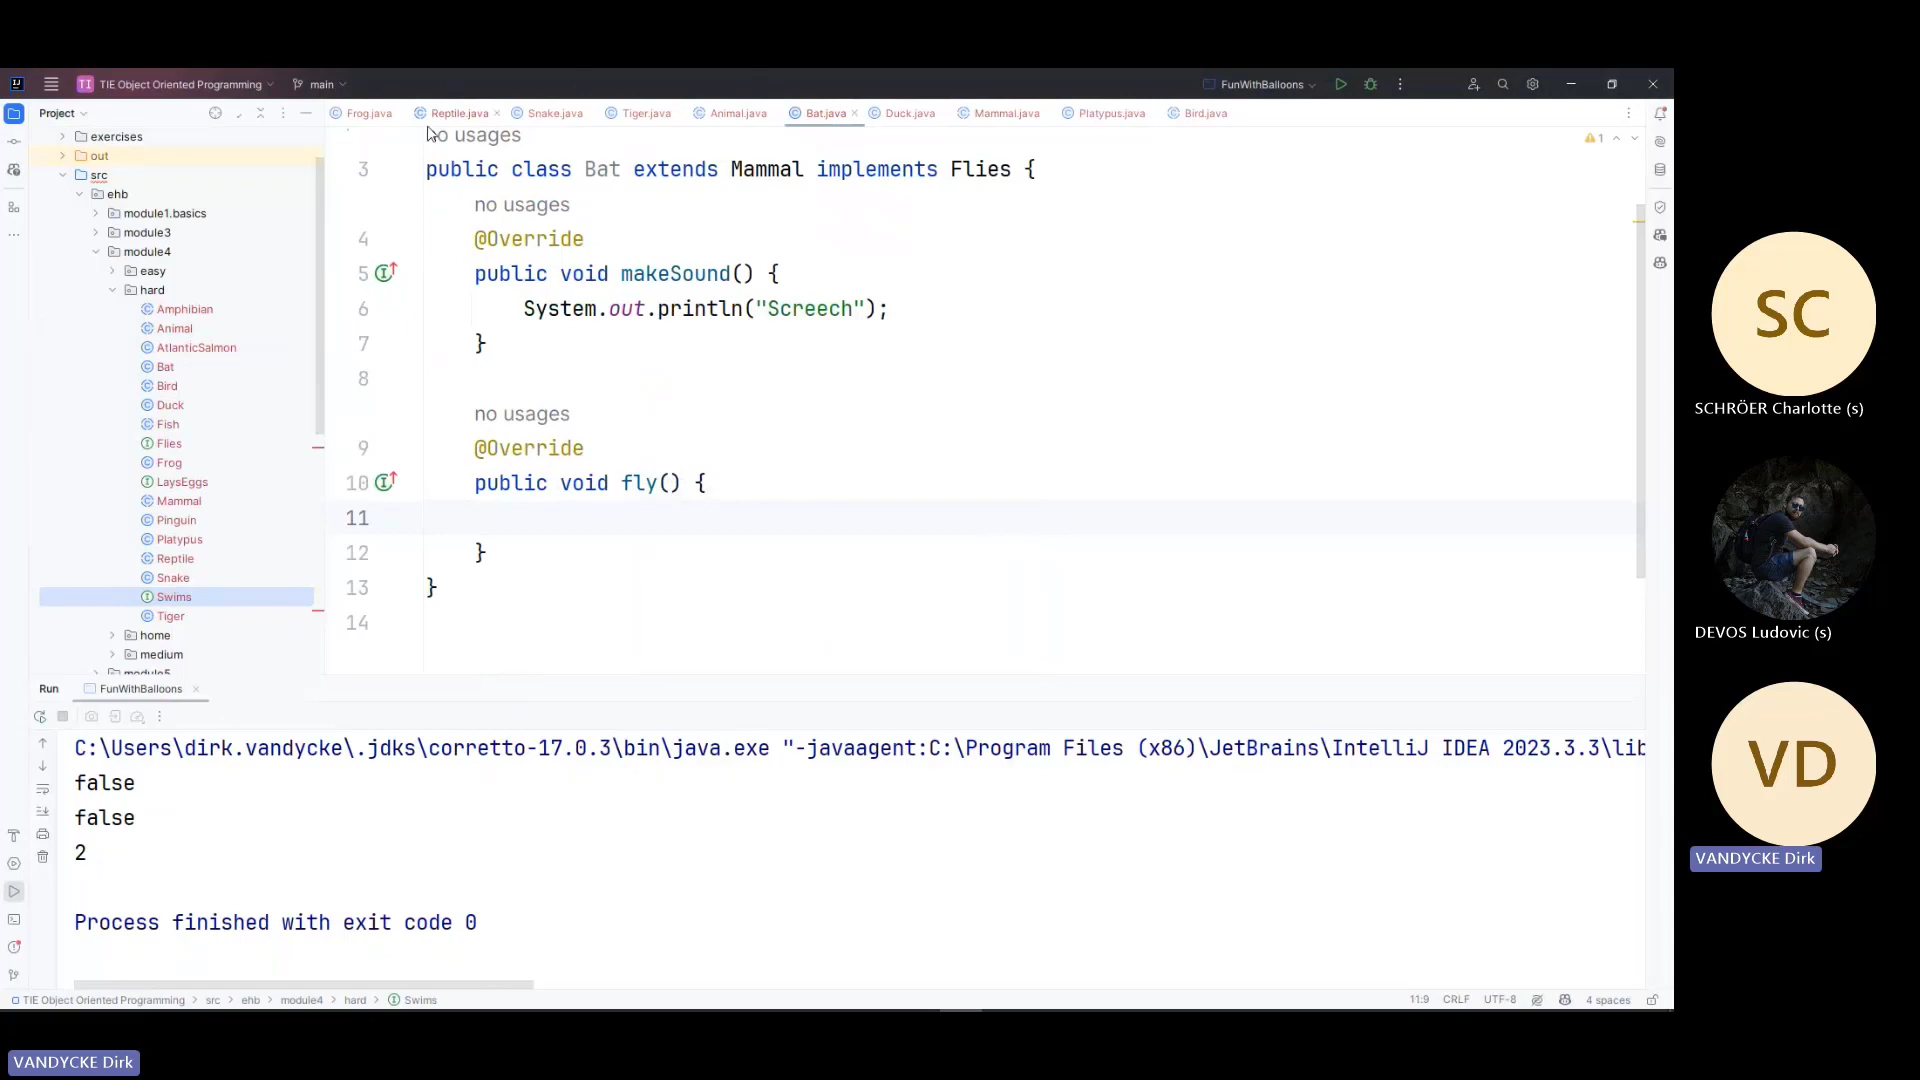 TI TIE Object Oriented Programming main FunWithBalloons
Project
Frog.java Reptile.java Snake.java Tiger.java Animal.java Bat.java Duck.java Mammal.java Platypus.java Bird.java
exercises
out
src
ehb
module1.basics
module3
module4
easy
hard
Amphibian
Animal
AtlanticSalmon
Bat
Bird
Duck
Fish
Flies
Frog
LaysEggs
Mammal
Pinguin
Platypus
Reptile
Snake
Swims
Tiger
home
medium
module5
no usages
1
3 public class Bat extends Mammal implements Flies {
no usages
4 @Override
5 public void makeSound() {
6 System.out.println("Screech");
7 }
8
no usages
9 @Override
10 public void fly() {
11
12 }
13 }
14
Run FunWithBalloons
C:\Users\dirk.vandycke\.jdks\corretto-17.0.3\bin\java.exe "-javaagent:C:\Program Files (x86)\JetBrains\IntelliJ IDEA 2023.3.3\lib
false
false
2
Process finished with exit code 0
TIE Object Oriented Programming > src > ehb > module4 > hard > Swims
11:9 CRLF UTF-8 4 spaces
SC
SCHRÖER Charlotte (s)
DEVOS Ludovic (s)
VD
VANDYCKE Dirk
VANDYCKE Dirk